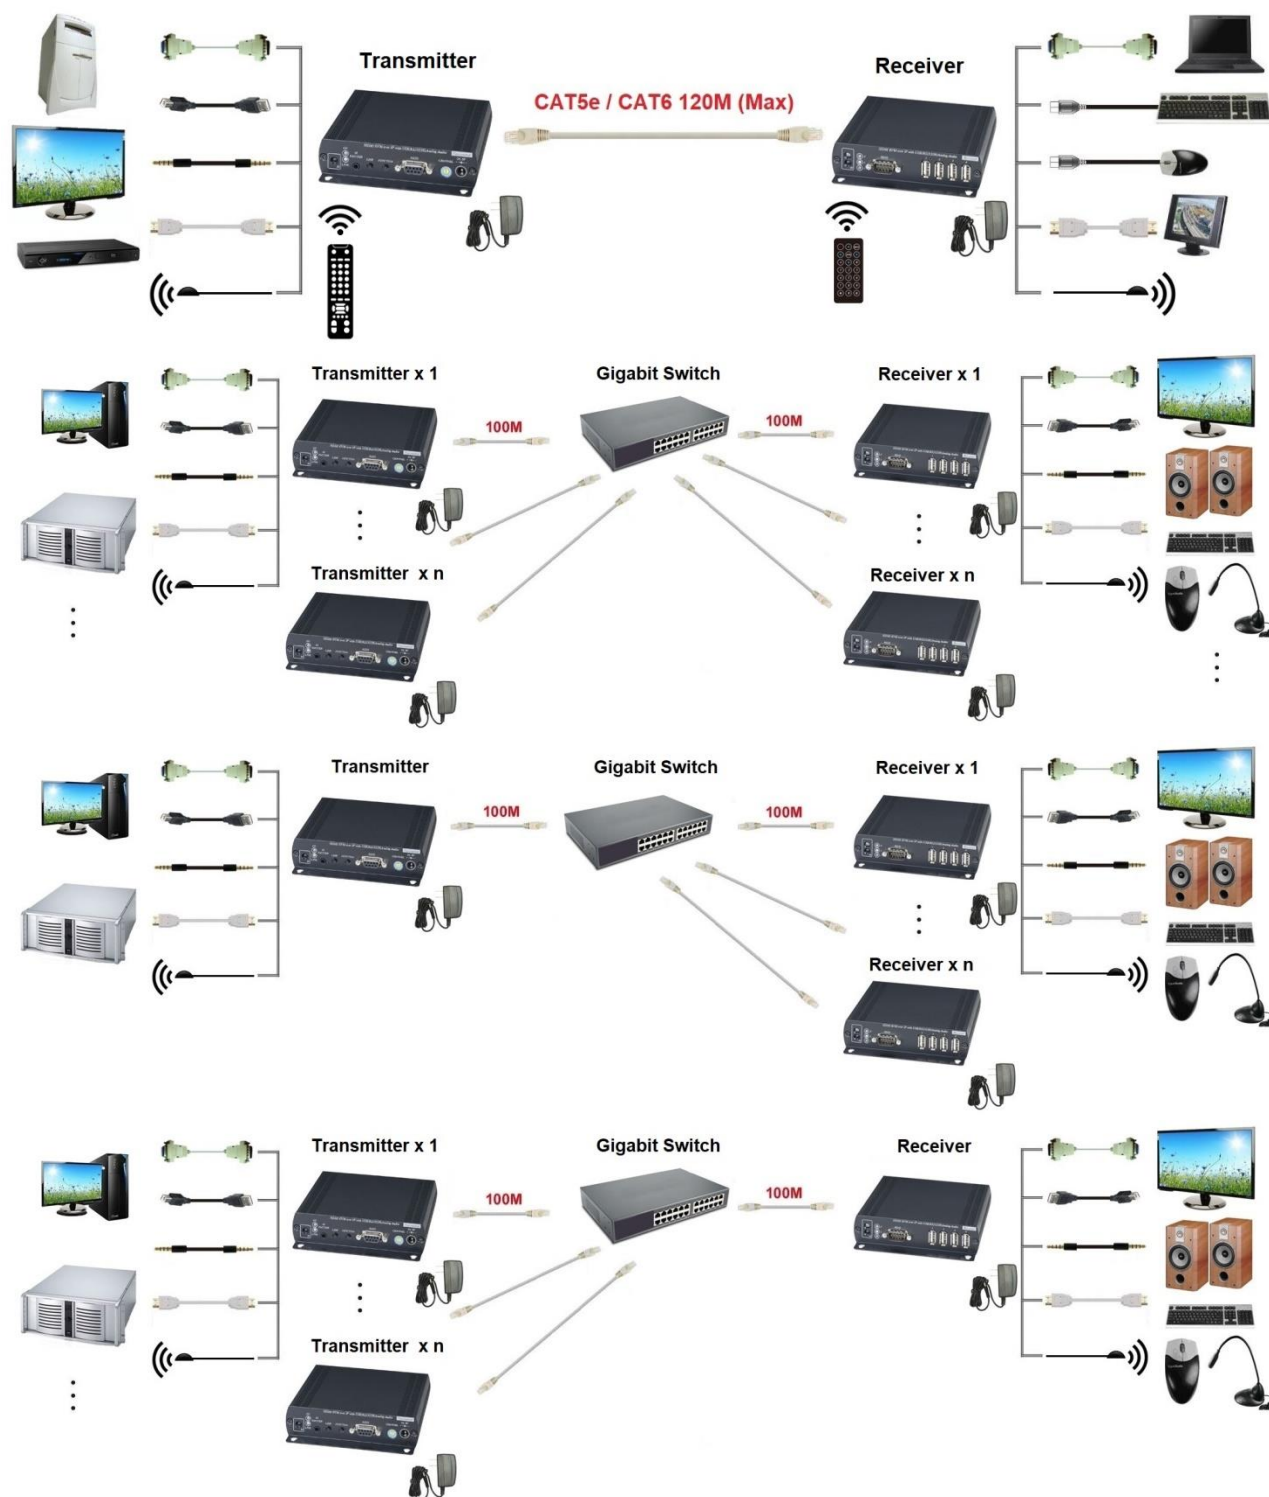 Transmitter
Receiver
CAT5e / CAT6 120M (Max)
Transmitter x 1
Gigabit Switch
Receiver x 1
100M
100M
Transmitter x n
Receiver x n
Transmitter
Gigabit Switch
Receiver x 1
100M
100M
Receiver x n
Transmitter x 1
Gigabit Switch
Receiver
100M
100M
Transmitter x n